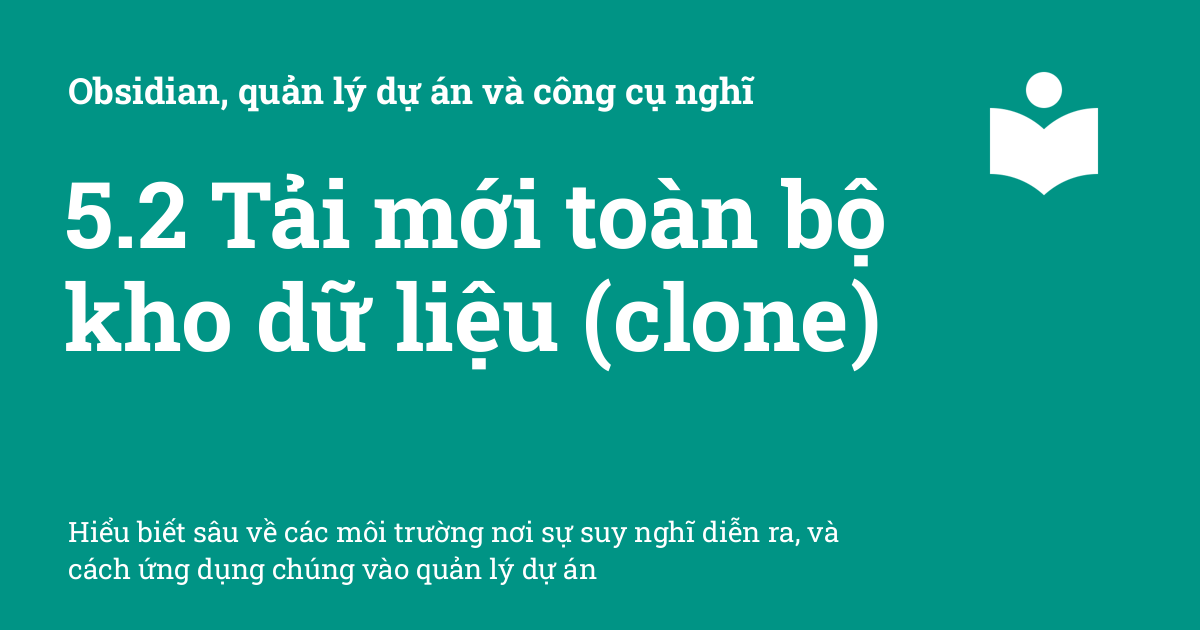 Obsidian, quản lý dự án và công cụ nghĩ
5.2 Tải mới toàn bộ
kho dữ liệu (clone)
Hiểu biết sâu về các môi trường nơi sự suy nghĩ diễn ra, và
cách ứng dụng chúng vào quản lý dự án